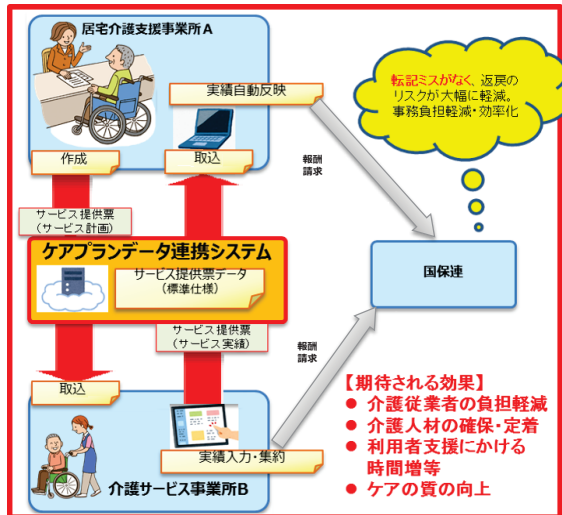 居宅介護支援事業所A
実績自動反映
作成
取込
転記ミスがなく、返戻の
リスクが大幅に軽減。
事務負担軽減・効率化
報酬
請求
サービス提供票
(サービス計画)
ケアプランデータ連携システム
サービス提供票データ
(標準仕様)
国保連
サービス提供票
(サービス実績)
報酬
請求
取込
実績入力・集約
介護サービス事業所B
【期待される効果】
● 介護従業者の負担軽減
● 介護人材の確保・定着
● 利用者支援にかける
時間増等
● ケアの質の向上